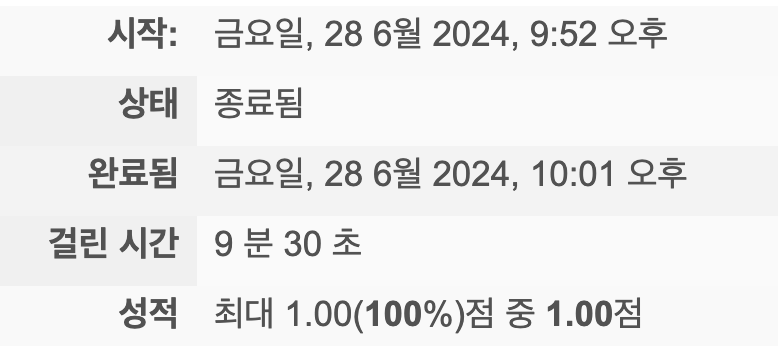 시작: 금요일, 28 6월 2024, 9:52 오후
상태 종료됨
완료됨 금요일, 28 6월 2024, 10:01 오후
걸린 시간 9 분 30 초
성적 최대 1.00(100%)점 중 1.00점